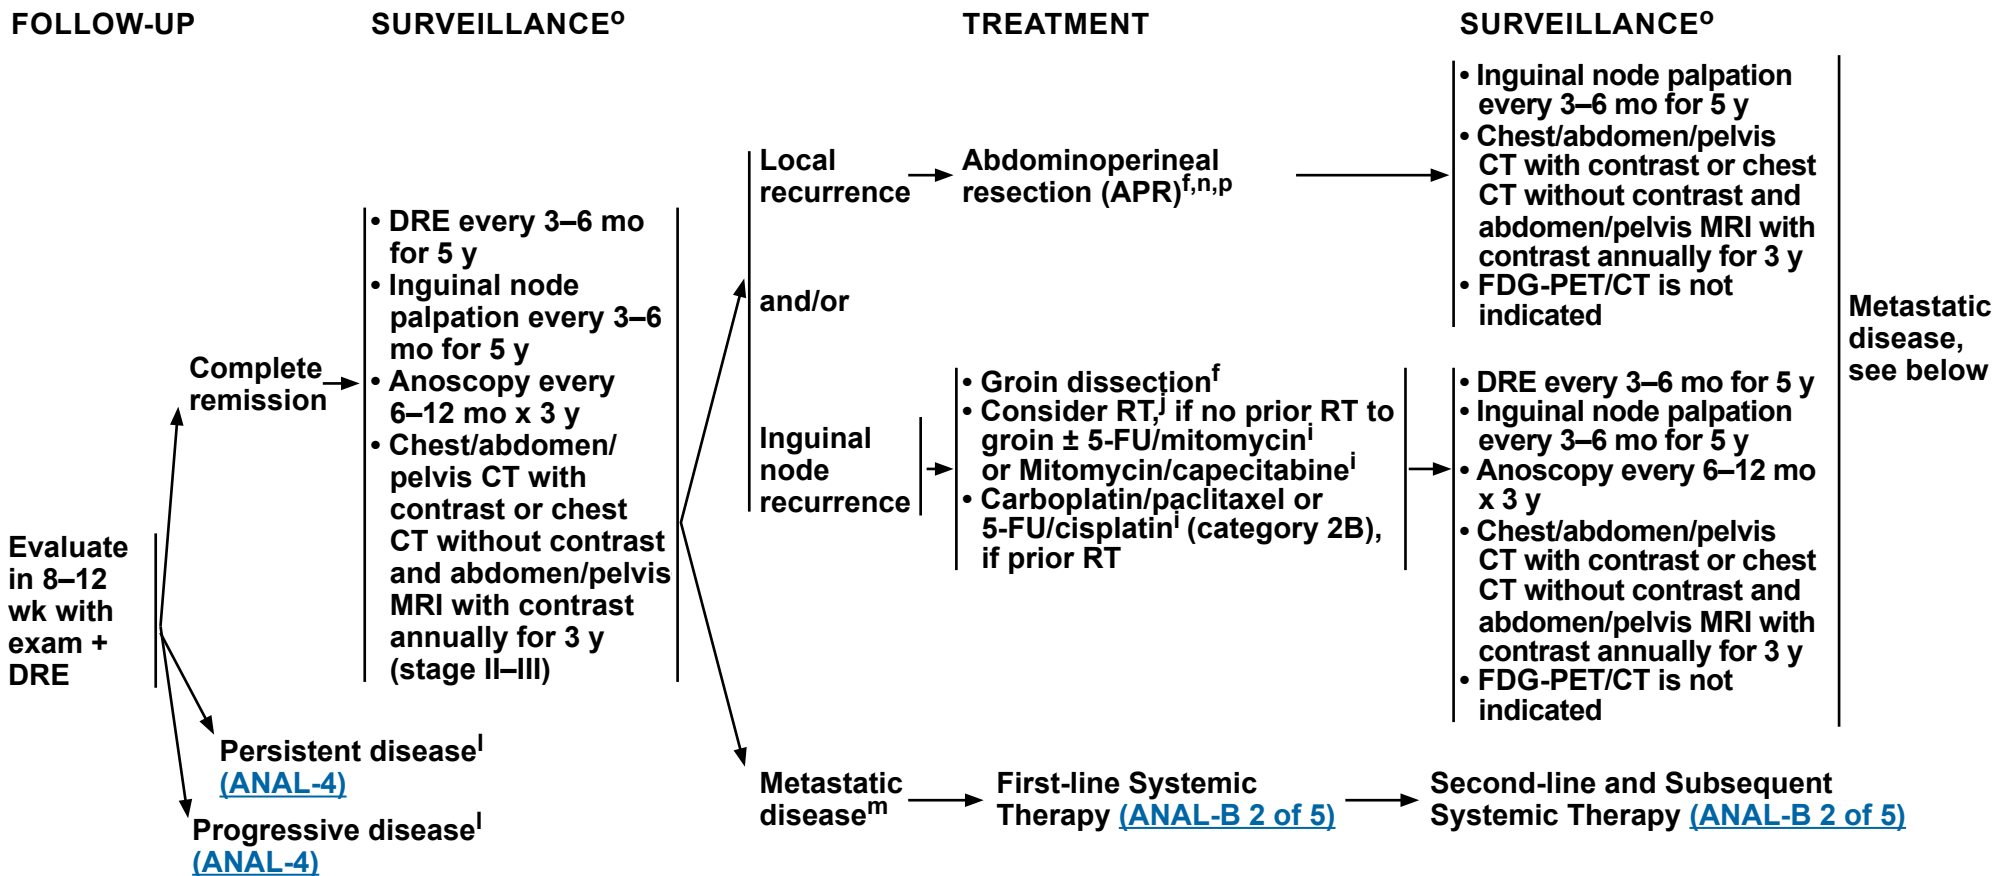 FOLLOW-UP
SURVEILLANCEo
TREATMENT
SURVEILLANCEo
Evaluate
in 8–12
wk with
exam +
DRE
Complete
remission
• DRE every 3–6 mo
for 5 y
• Inguinal node
palpation every 3–6
mo for 5 y
• Anoscopy every
6–12 mo x 3 y
• Chest/abdomen/
pelvis CT with
contrast or chest
CT without contrast
and abdomen/pelvis
MRI with contrast
annually for 3 y
(stage II–III)
Local
recurrence
Abdominoperineal
resection (APR)f,n,p
• Inguinal node palpation
every 3–6 mo for 5 y
• Chest/abdomen/pelvis
CT with contrast or chest
CT without contrast and
abdomen/pelvis MRI with
contrast annually for 3 y
• FDG-PET/CT is not
indicated
and/or
Inguinal
node
recurrence
• Groin dissectionf
• Consider RT,j if no prior RT to
groin ± 5-FU/mitomycini
or Mitomycin/capecitabinei
• Carboplatin/paclitaxel or
5-FU/cisplatini (category 2B),
if prior RT
• DRE every 3–6 mo for 5 y
• Inguinal node palpation
every 3–6 mo for 5 y
• Anoscopy every 6–12 mo
x 3 y
• Chest/abdomen/pelvis
CT with contrast or chest
CT without contrast and
abdomen/pelvis MRI with
contrast annually for 3 y
• FDG-PET/CT is not
indicated
Metastatic
disease,
see below
Persistent diseasel
(ANAL-4)
Progressive diseasel
(ANAL-4)
Metastatic
diseasem
First-line Systemic
Therapy (ANAL-B 2 of 5)
Second-line and Subsequent
Systemic Therapy (ANAL-B 2 of 5)